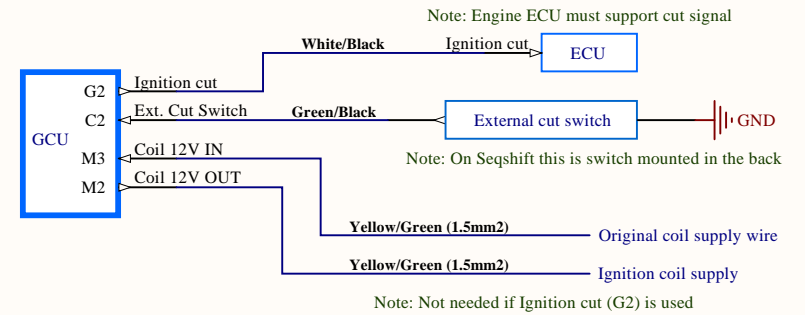 Note: Engine ECU must support cut signal
White/Black
Ignition cut
ECU
G2
Ignition cut
C2
Ext. Cut Switch
Green/Black
External cut switch
GND
GCU
Note: On Seqshift this is switch mounted in the back
M3
Coil 12V IN
M2
Coil 12V OUT
Yellow/Green (1.5mm2)
Original coil supply wire
Yellow/Green (1.5mm2)
Ignition coil supply
Note: Not needed if Ignition cut (G2) is used